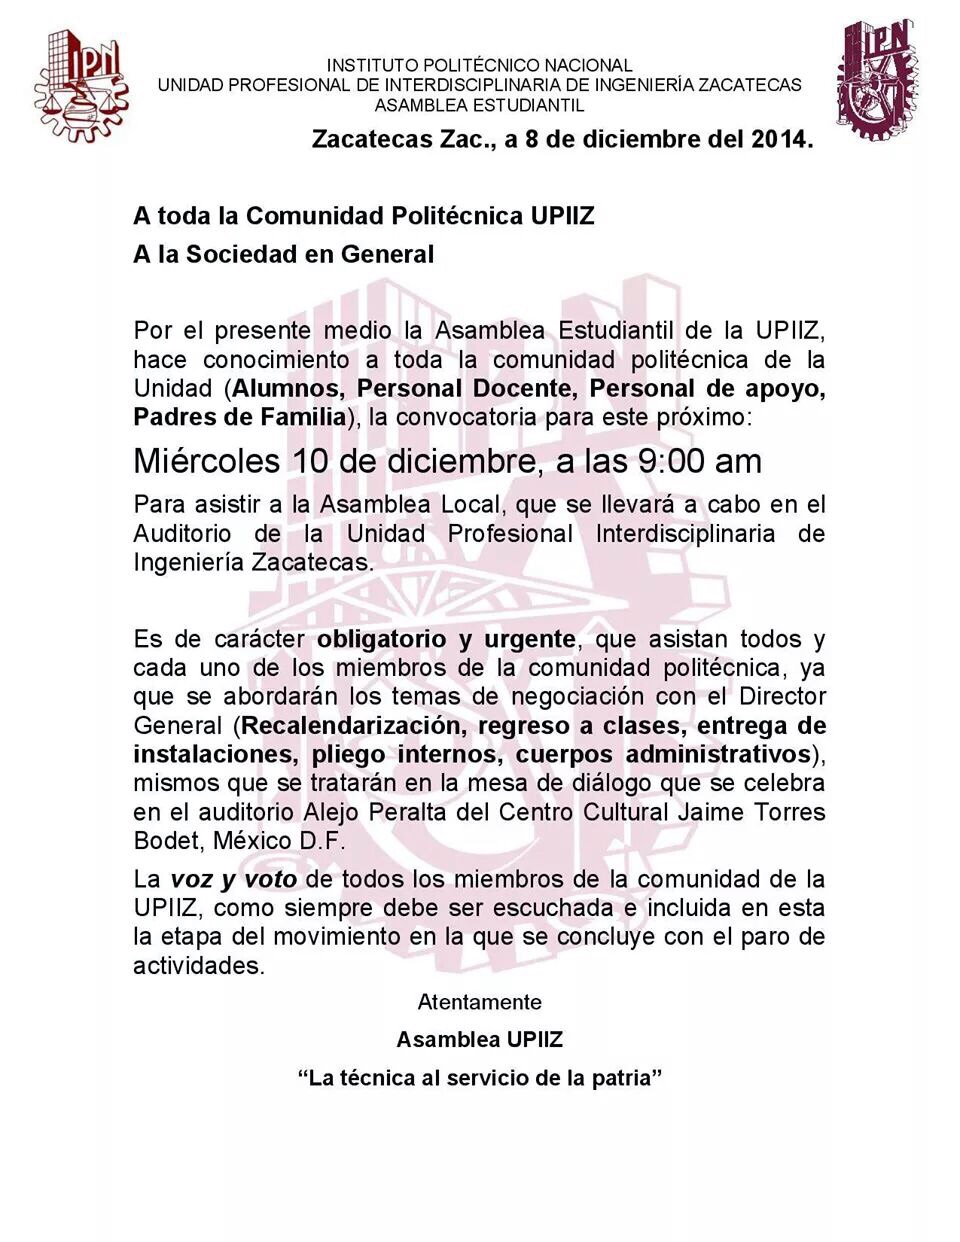 IPN
IPN
INSTITUTO POLITÉCNICO NACIONAL
UNIDAD PROFESIONAL DE INTERDISCIPLINARIA DE INGENIERÍA ZACATECAS
ASAMBLEA ESTUDIANTIL
Zacatecas Zac., a 8 de diciembre del 2014.
A toda la Comunidad Politécnica UPIIZ
A la Sociedad en General
Por el presente medio la Asamblea Estudiantil de la UPIIZ,
hace conocimiento a toda la comunidad politécnica de la
Unidad (Alumnos, Personal Docente, Personal de apoyo,
Padres de Familia), la convocatoria para este próximo:
Miércoles 10 de diciembre, a las 9:00 am
Para asistir a la Asamblea Local, que se llevará a cabo en el
Auditorio de la Unidad Profesional Interdisciplinaria de
Ingeniería Zacatecas.
Es de carácter obligatorio y urgente, que asistan todos y
cada uno de los miembros de la comunidad politécnica, ya
que se abordarán los temas de negociación con el Director
General (Recalendarización, regreso a clases, entrega de
instalaciones, pliego internos, cuerpos administrativos),
mismos que se tratarán en la mesa de diálogo que se celebra
en el auditorio Alejo Peralta del Centro Cultural Jaime Torres
Bodet, México D.F.
La voz y voto de todos los miembros de la comunidad de la
UPIIZ, como siempre debe ser escuchada e incluida en esta
la etapa del movimiento en la que se concluye con el paro de
actividades.
Atentamente
Asamblea UPIIZ
“La técnica al servicio de la patria”